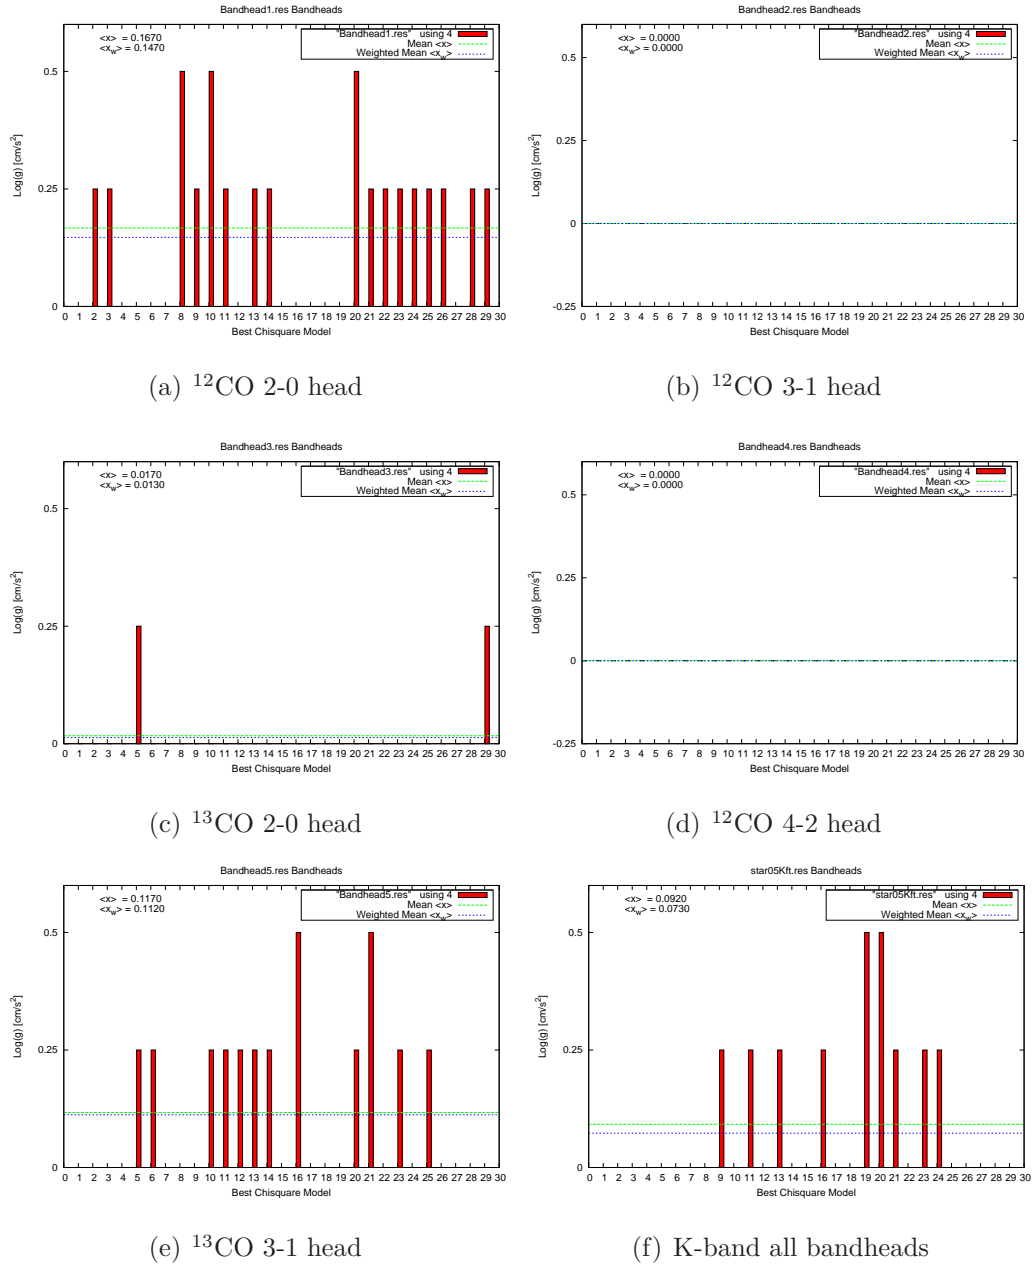 Bandhead1.res Bandheads
<x> = 0.1670
<x_w> = 0.1470
"Bandhead1.res" using 4
Mean <x>
Weighted Mean <x_w>
0.5
0.25
0
Log(g) [cm/s²]
0 1 2 3 4 5 6 7 8 9 10 11 12 13 14 15 16 17 18 19 20 21 22 23 24 25 26 27 28 29 30
Best Chisquare Model
(a) ¹²CO 2-0 head
Bandhead2.res Bandheads
<x> = 0.0000
<x_w> = 0.0000
"Bandhead2.res" using 4
Mean <x>
Weighted Mean <x_w>
0.5
0.25
0
-0.25
Log(g) [cm/s²]
0 1 2 3 4 5 6 7 8 9 10 11 12 13 14 15 16 17 18 19 20 21 22 23 24 25 26 27 28 29 30
Best Chisquare Model
(b) ¹²CO 3-1 head
Bandhead3.res Bandheads
<x> = 0.0170
<x_w> = 0.0130
"Bandhead3.res" using 4
Mean <x>
Weighted Mean <x_w>
0.5
0.25
0
Log(g) [cm/s²]
0 1 2 3 4 5 6 7 8 9 10 11 12 13 14 15 16 17 18 19 20 21 22 23 24 25 26 27 28 29 30
Best Chisquare Model
(c) ¹³CO 2-0 head
Bandhead4.res Bandheads
<x> = 0.0000
<x_w> = 0.0000
"Bandhead4.res" using 4
Mean <x>
Weighted Mean <x_w>
0.5
0.25
0
-0.25
Log(g) [cm/s²]
0 1 2 3 4 5 6 7 8 9 10 11 12 13 14 15 16 17 18 19 20 21 22 23 24 25 26 27 28 29 30
Best Chisquare Model
(d) ¹²CO 4-2 head
Bandhead5.res Bandheads
<x> = 0.1170
<x_w> = 0.1120
"Bandhead5.res" using 4
Mean <x>
Weighted Mean <x_w>
0.5
0.25
0
Log(g) [cm/s²]
0 1 2 3 4 5 6 7 8 9 10 11 12 13 14 15 16 17 18 19 20 21 22 23 24 25 26 27 28 29 30
Best Chisquare Model
(e) ¹³CO 3-1 head
star05Kft.res Bandheads
<x> = 0.0920
<x_w> = 0.0730
"star05Kft.res" using 4
Mean <x>
Weighted Mean <x_w>
0.5
0.25
0
Log(g) [cm/s²]
0 1 2 3 4 5 6 7 8 9 10 11 12 13 14 15 16 17 18 19 20 21 22 23 24 25 26 27 28 29 30
Best Chisquare Model
(f) K-band all bandheads